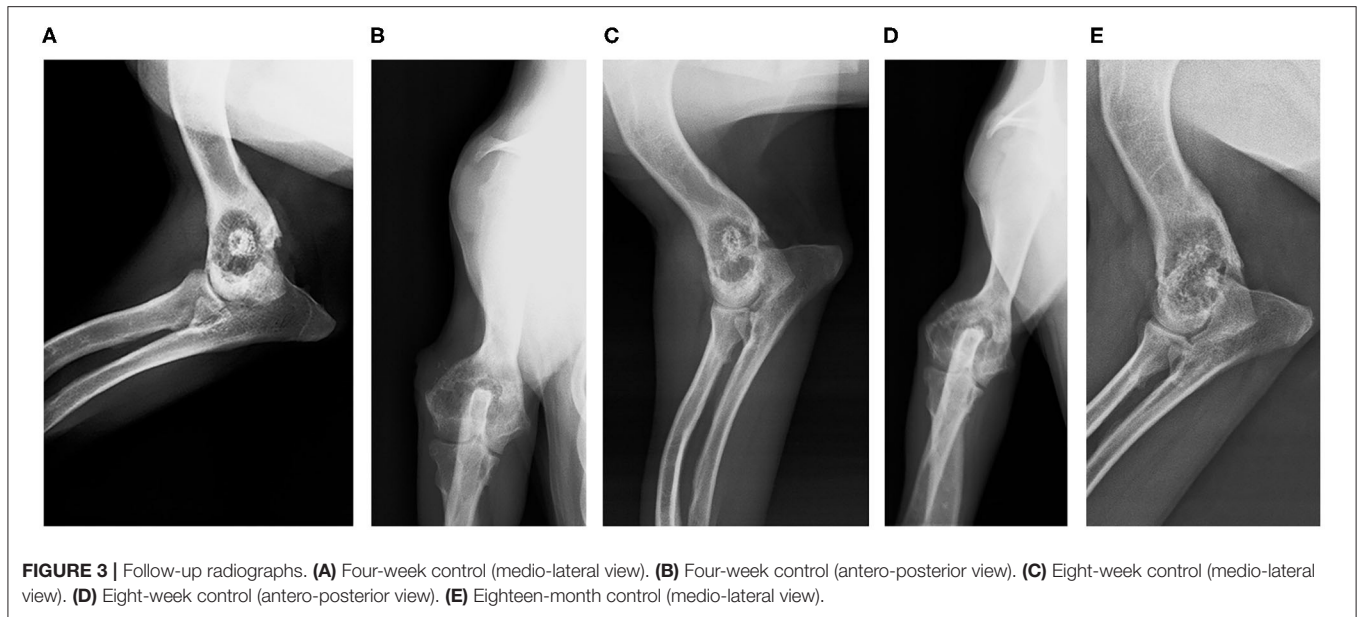 A B C D E
FIGURE 3 | Follow-up radiographs. (A) Four-week control (medio-lateral view). (B) Four-week control (antero-posterior view). (C) Eight-week control (medio-lateral
view). (D) Eight-week control (antero-posterior view). (E) Eighteen-month control (medio-lateral view).